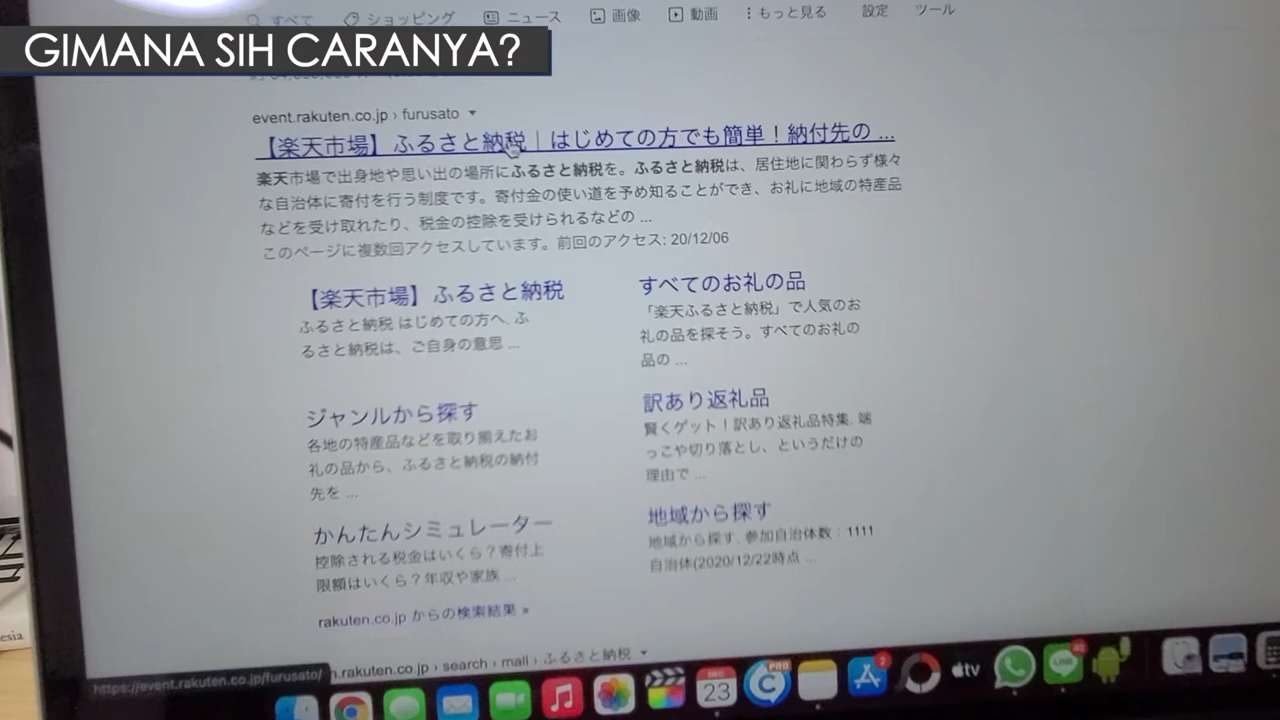 すべて ショッピング ニュース 画像 動画 もっと見る 設定 ツール
GIMANA SIH CARANYA?
event.rakuten.co.jp › furusato
【楽天市場】ふるさと納税｜はじめての方でも簡単！納付先の ...
楽天市場で出身地や思い出の場所にふるさと納税を。ふるさと納税は、居住地に関わらず様々
な自治体に寄付を行う制度です。寄付金の使い道を予め知ることができ、お礼に地域の特産品
などを受け取れたり、税金の控除を受けられるなどの ...
このページに複数回アクセスしています。前回のアクセス: 20/12/06
【楽天市場】ふるさと納税
ふるさと納税 はじめての方へ. ふ
るさと納税は、ご自身の意思 ...
すべてのお礼の品
「楽天ふるさと納税」で人気のお
礼の品を探そう。すべてのお礼の
品の ...
ジャンルから探す
各地の特産品などを取り揃えたお
礼の品から、ふるさと納税の納付
先を ...
訳あり返礼品
賢くゲット！訳あり返礼品特集. 端
っこや切り落とし、というだけの
理由で ...
かんたんシミュレーター
控除される税金はいくら？寄付上
限額はいくら？年収や家族 ...
地域から探す
地域から探す. 参加自治体数：1111
自治体(2020/12/22時点 ...
rakuten.co.jp からの検索結果 »
n.rakuten.co.jp › search › mall › ふるさと納税
https://event.rakuten.co.jp/furusato/
DEC
23
PRO
2
tv
46
esia